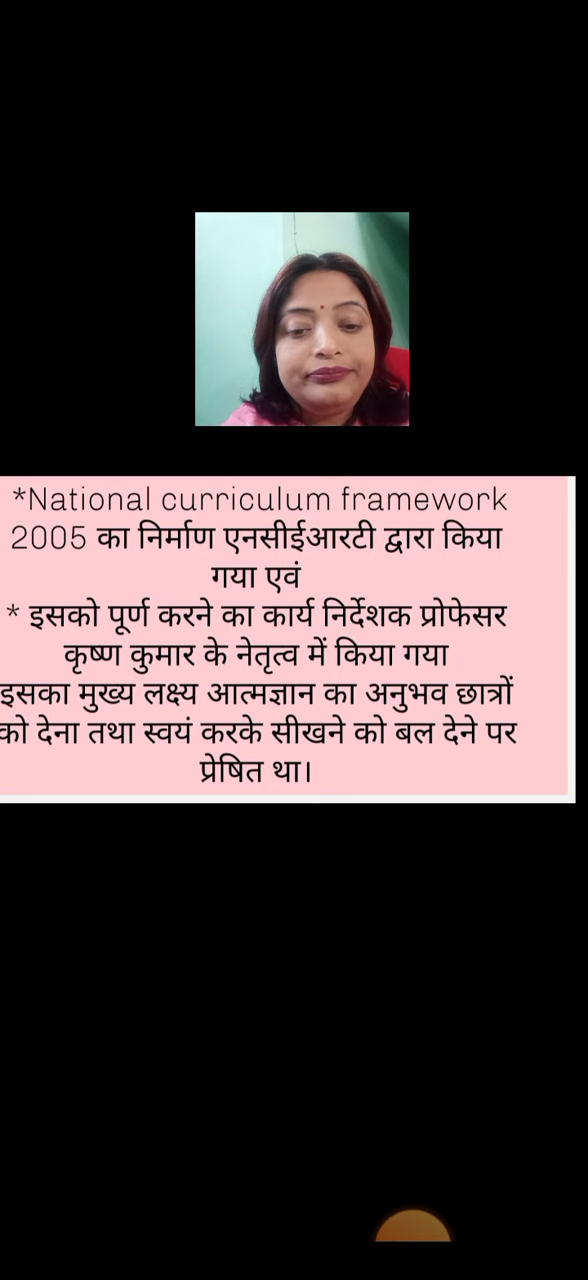 *National curriculum framework
2005 का निर्माण एनसीईआरटी द्वारा किया
गया एवं
* इसको पूर्ण करने का कार्य निर्देशक प्रोफेसर
कृष्ण कुमार के नेतृत्व में किया गया
इसका मुख्य लक्ष्य आत्मज्ञान का अनुभव छात्रों
को देना तथा स्वयं करके सीखने को बल देने पर
प्रेषित था।